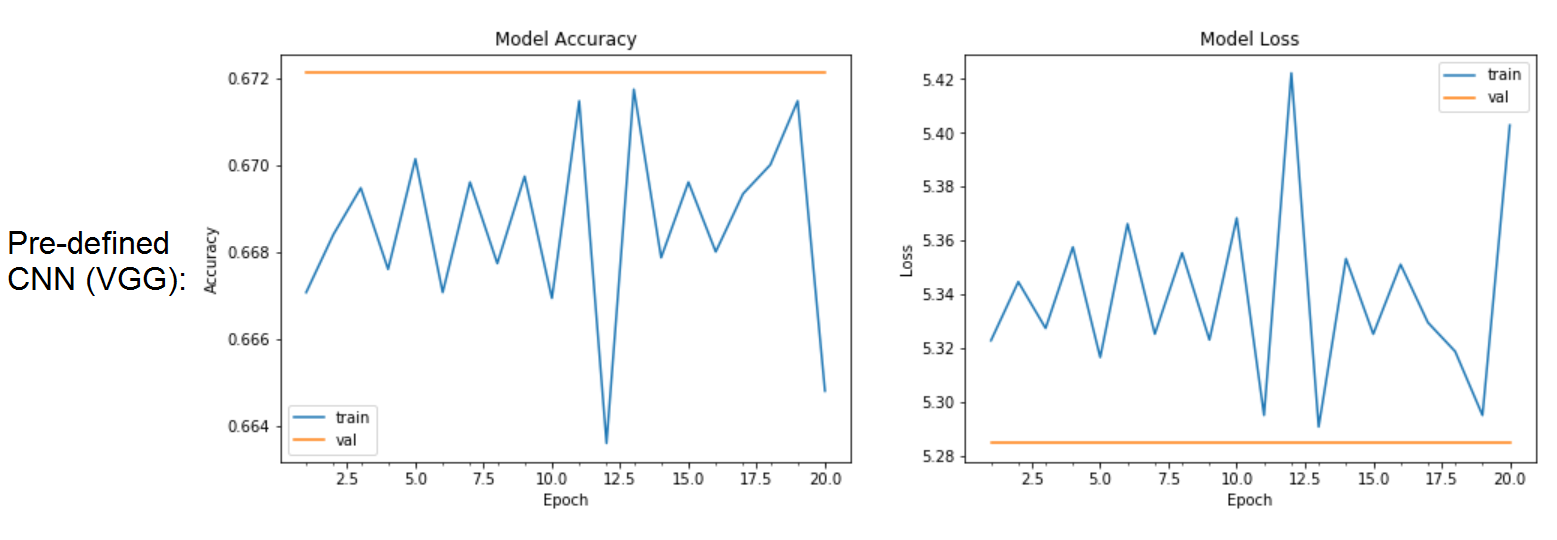 Pre-defined
CNN (VGG):
Model Accuracy
Accuracy
0.672
0.670
0.668
0.666
0.664
train
val
2.5 5.0 7.5 10.0 12.5 15.0 17.5 20.0
Epoch
Model Loss
Loss
5.42
5.40
5.38
5.36
5.34
5.32
5.30
5.28
train
val
2.5 5.0 7.5 10.0 12.5 15.0 17.5 20.0
Epoch